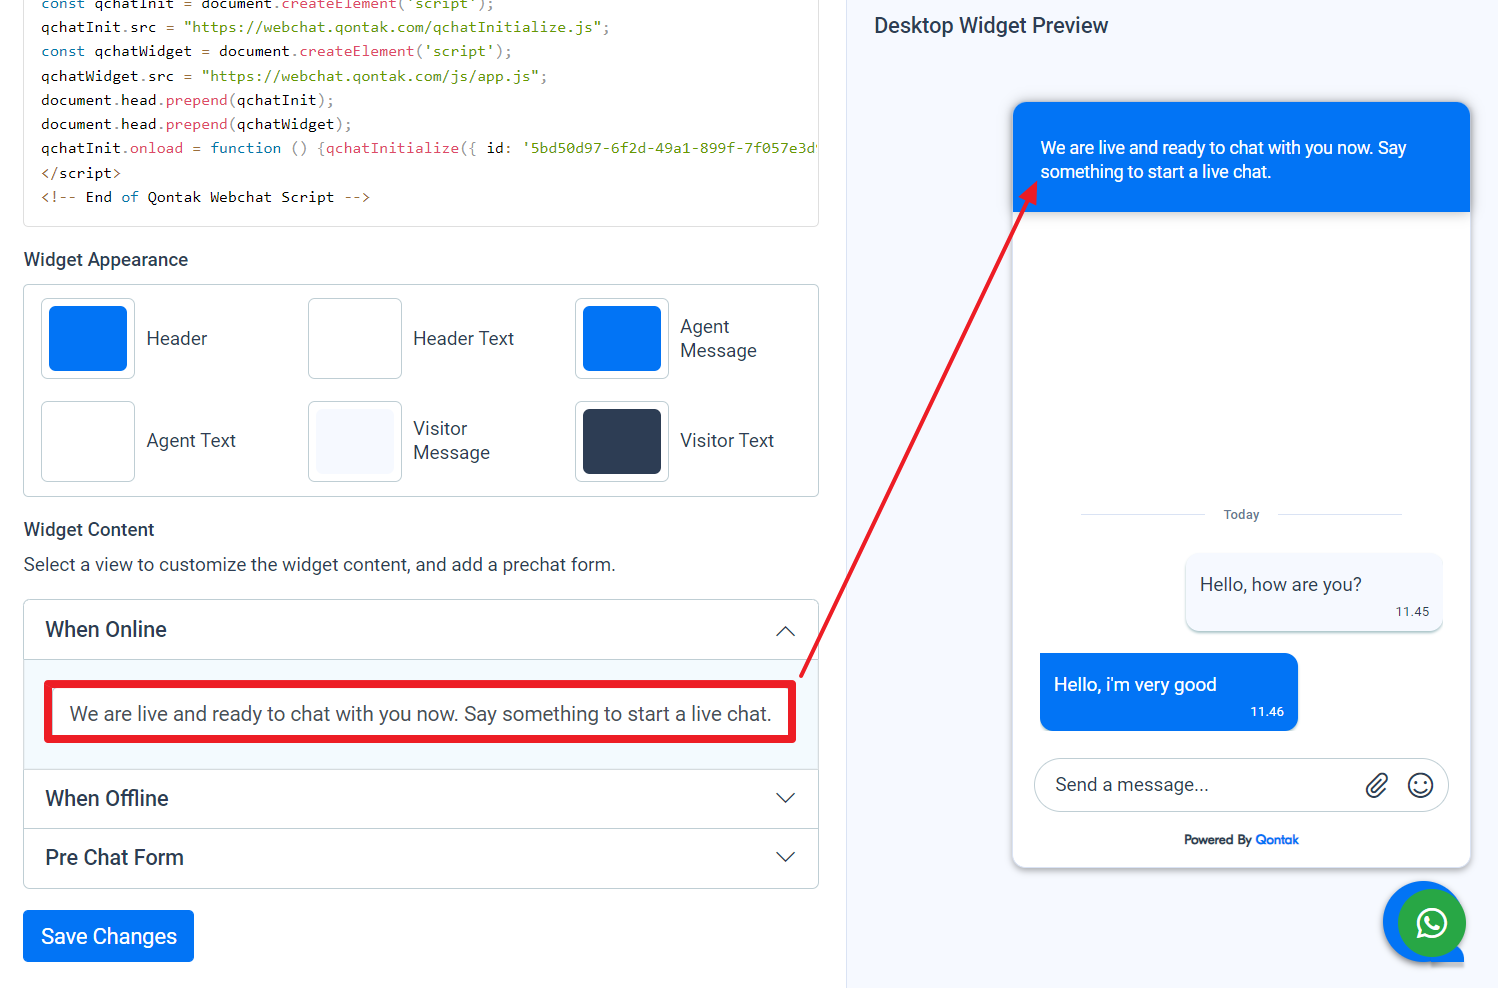 const qchatInit = document.createElement('script');
qchatInit.src = "https://webchat.qontak.com/qchatInitialize.js";
const qchatWidget = document.createElement('script');
qchatWidget.src = "https://webchat.qontak.com/js/app.js";
document.head.prepend(qchatInit);
document.head.prepend(qchatWidget);
qchatInit.onload = function () {qchatInitialize({ id: '5bd50d97-6f2d-49a1-899f-7f057e3d
</script>
<!-- End of Qontak Webchat Script -->
Widget Appearance
Header
Header Text
Agent
Message
Agent Text
Visitor
Message
Visitor Text
Widget Content
Select a view to customize the widget content, and add a prechat form.
When Online
We are live and ready to chat with you now. Say something to start a live chat.
When Offline
Pre Chat Form
Save Changes
Desktop Widget Preview
We are live and ready to chat with you now. Say
something to start a live chat.
Today
Hello, how are you?
11.45
Hello, i'm very good
11.46
Send a message...
Powered By Qontak